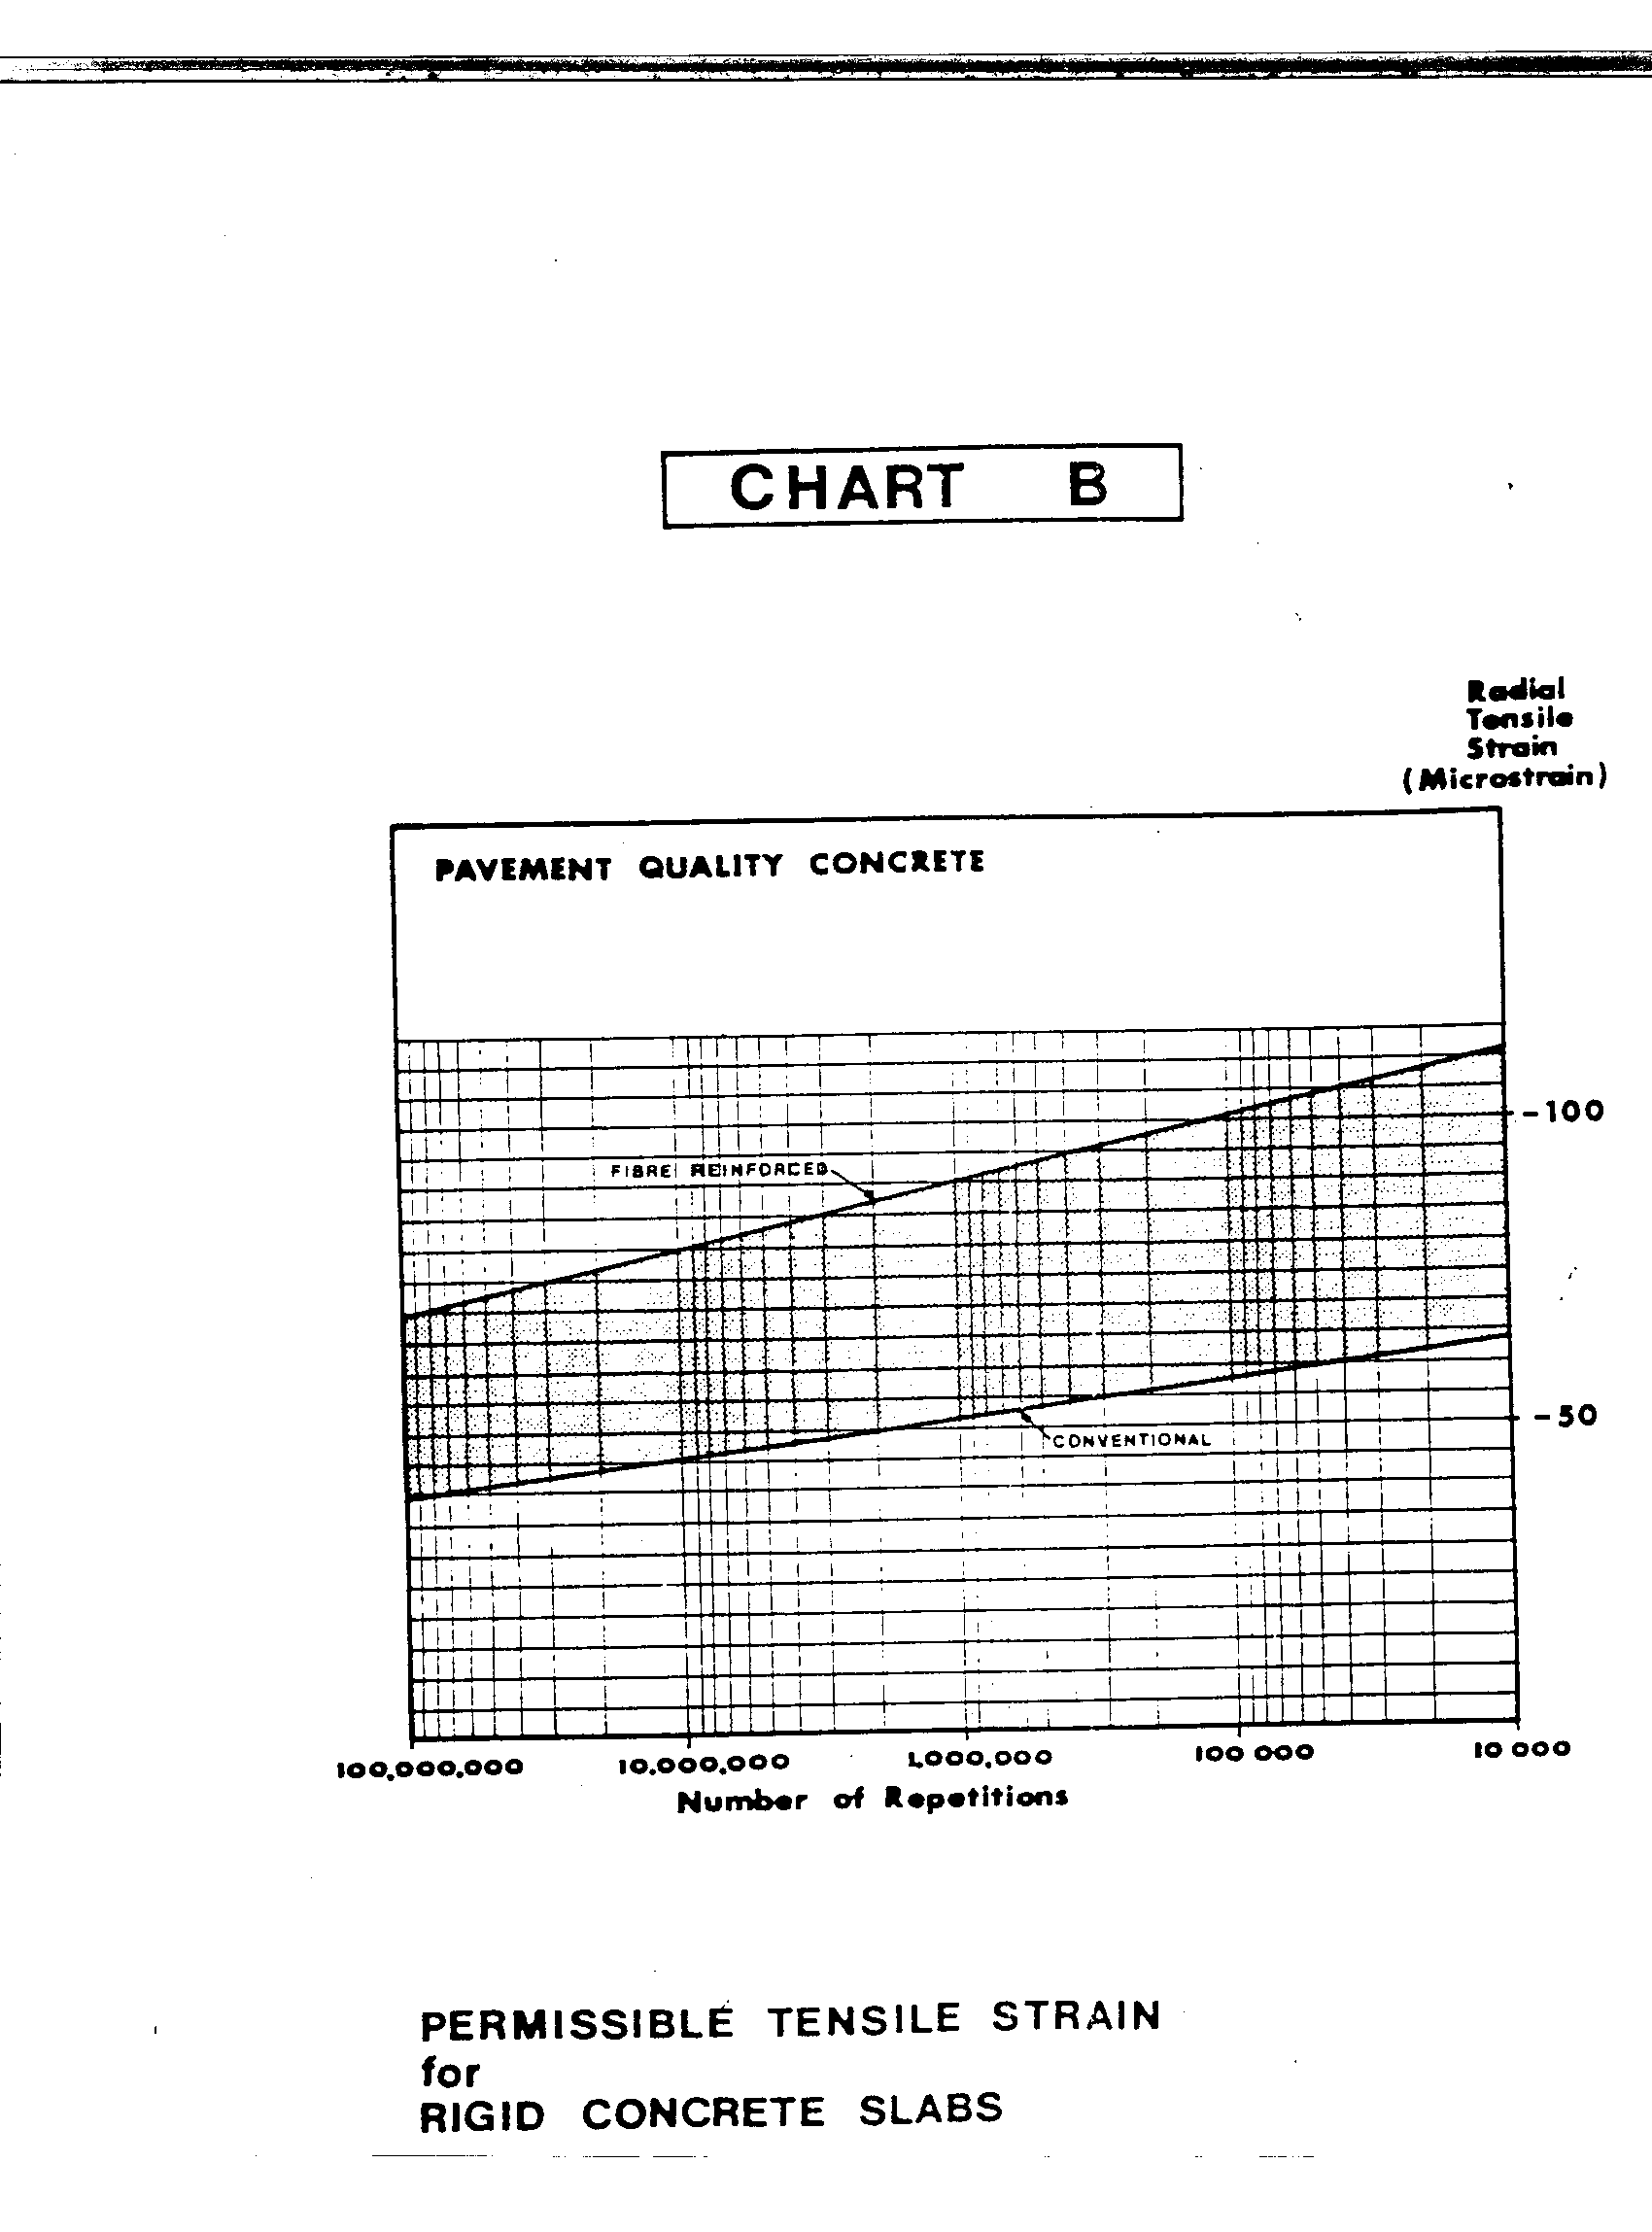 CHART B
Radial
Tensile
Strain
(Microstrain)
PAVEMENT QUALITY CONCRETE
-100
FIBRE REINFORCED
-50
CONVENTIONAL
100,000,000 10,000,000 1,000,000 100 000 10 000
Number of Repetitions
PERMISSIBLE TENSILE STRAIN
for
RIGID CONCRETE SLABS